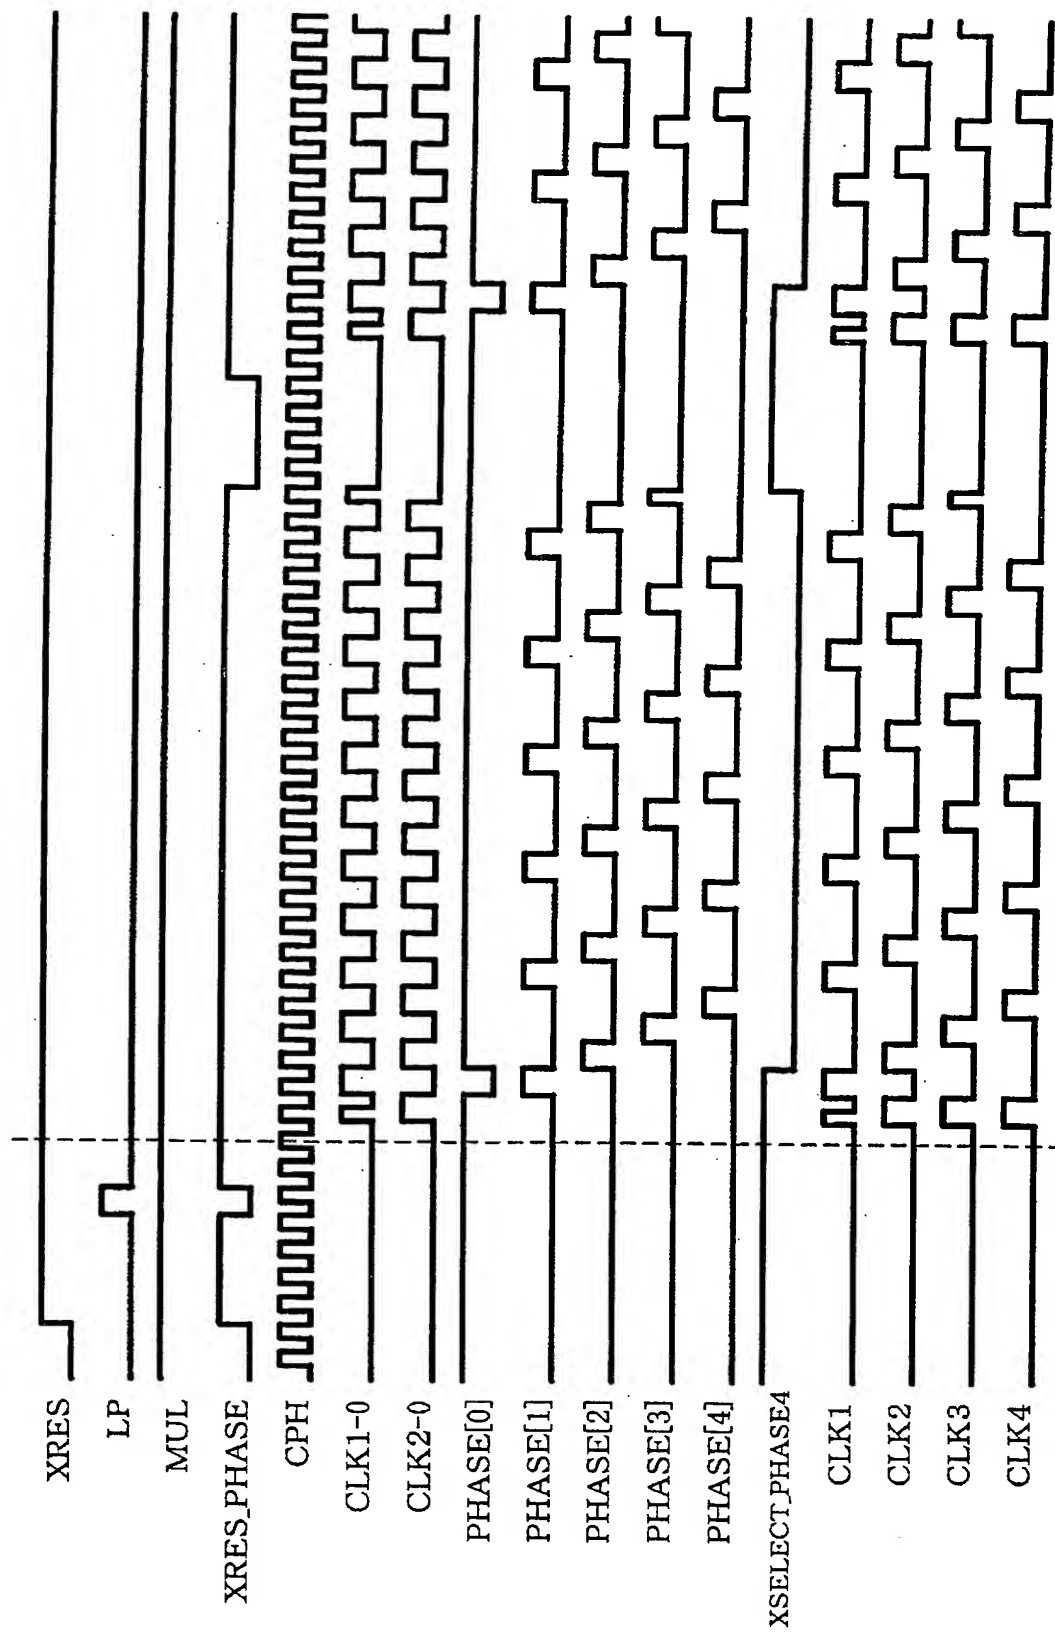 XRES
LP
MUL
XRES_PHASE
CPH
CLK1-0
CLK2-0
PHASE[0]
PHASE[1]
PHASE[2]
PHASE[3]
PHASE[4]
XSELECT_PHASE4
CLK1
CLK2
CLK3
CLK4